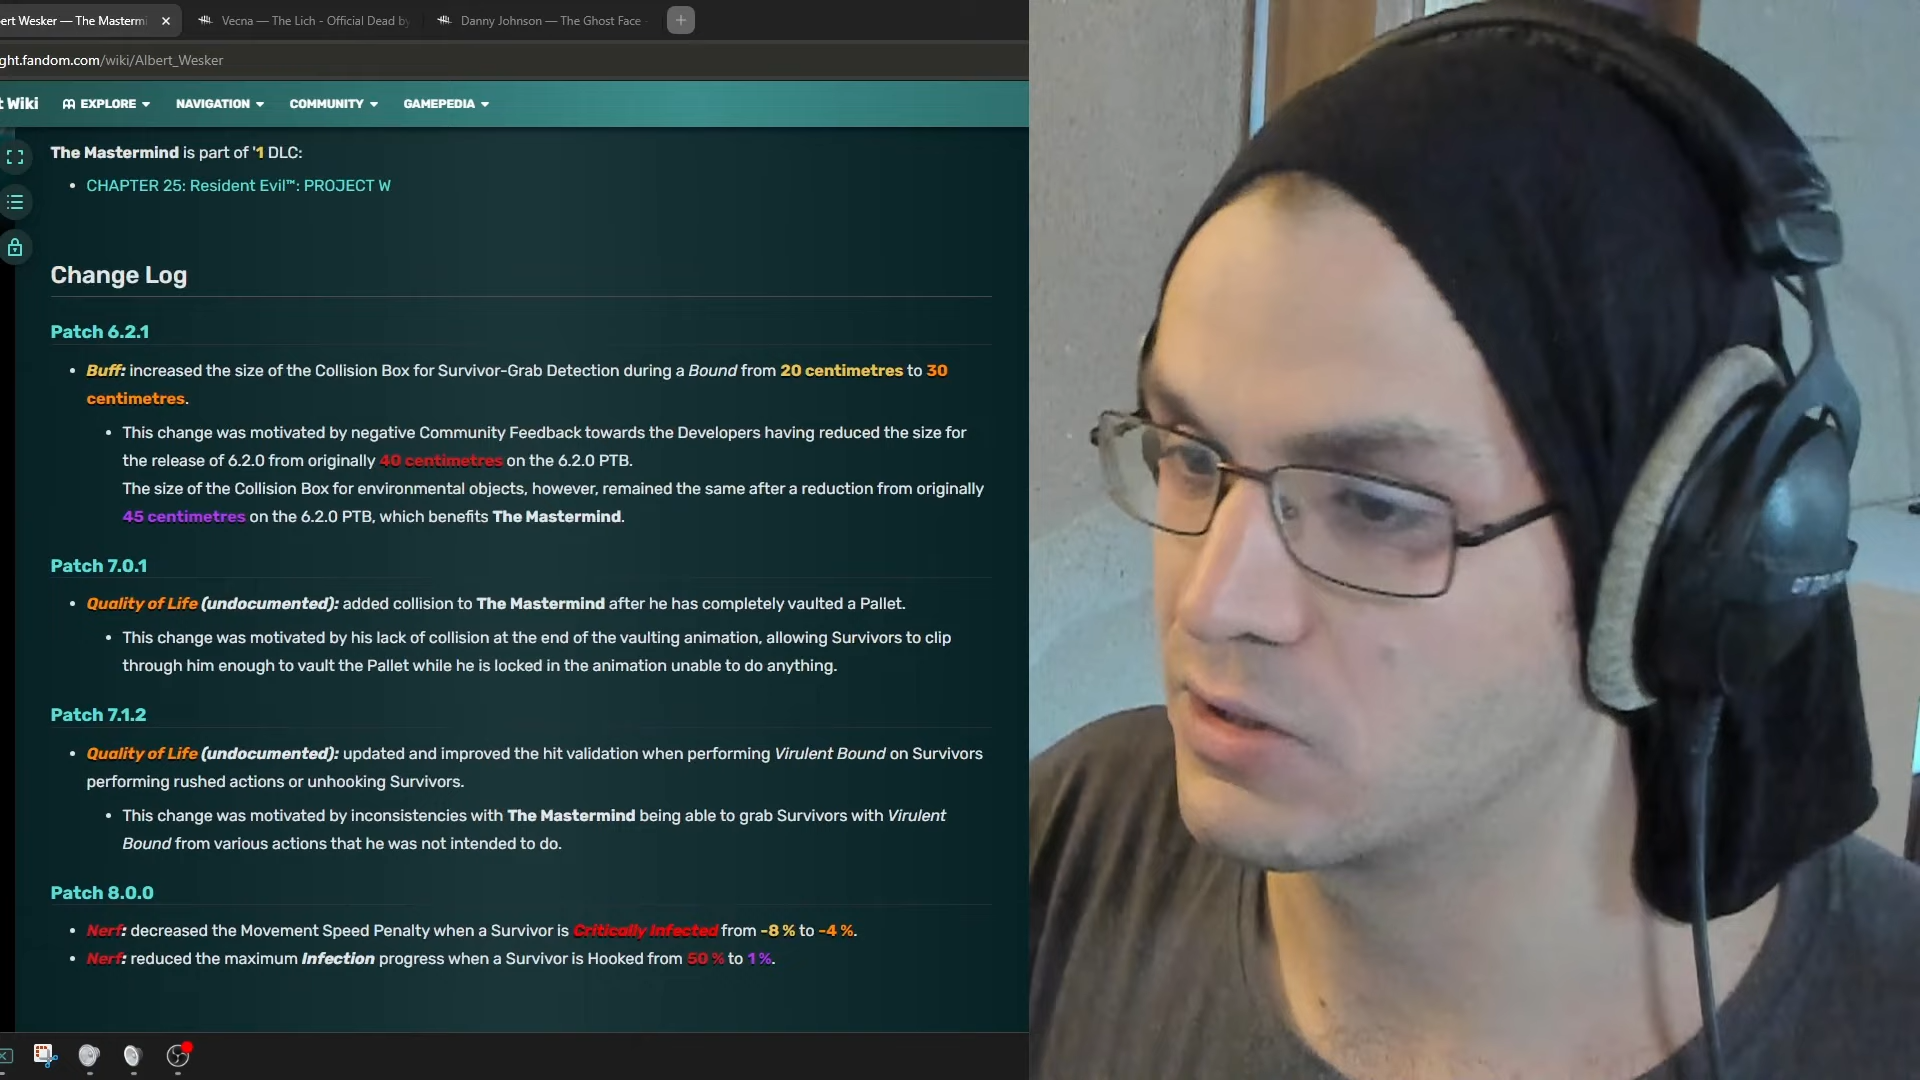 bert Wesker — The Mastermi
Vecna — The Lich - Official Dead by
Danny Johnson — The Ghost Face -
ght.fandom.com/wiki/Albert_Wesker
t Wiki EXPLORE NAVIGATION COMMUNITY GAMEPEDIA
The Mastermind is part of '1 DLC:
• CHAPTER 25: Resident Evil™: PROJECT W
Change Log
Patch 6.2.1
• Buff: increased the size of the Collision Box for Survivor-Grab Detection during a Bound from 20 centimetres to 30
centimetres.
• This change was motivated by negative Community Feedback towards the Developers having reduced the size for
the release of 6.2.0 from originally 40 centimetres on the 6.2.0 PTB.
The size of the Collision Box for environmental objects, however, remained the same after a reduction from originally
45 centimetres on the 6.2.0 PTB, which benefits The Mastermind.
Patch 7.0.1
• Quality of Life (undocumented): added collision to The Mastermind after he has completely vaulted a Pallet.
• This change was motivated by his lack of collision at the end of the vaulting animation, allowing Survivors to clip
through him enough to vault the Pallet while he is locked in the animation unable to do anything.
Patch 7.1.2
• Quality of Life (undocumented): updated and improved the hit validation when performing Virulent Bound on Survivors
performing rushed actions or unhooking Survivors.
• This change was motivated by inconsistencies with The Mastermind being able to grab Survivors with Virulent
Bound from various actions that he was not intended to do.
Patch 8.0.0
• Nerf: decreased the Movement Speed Penalty when a Survivor is Critically Infected from -8 % to -4 %.
• Nerf: reduced the maximum Infection progress when a Survivor is Hooked from 50 % to 1 %.